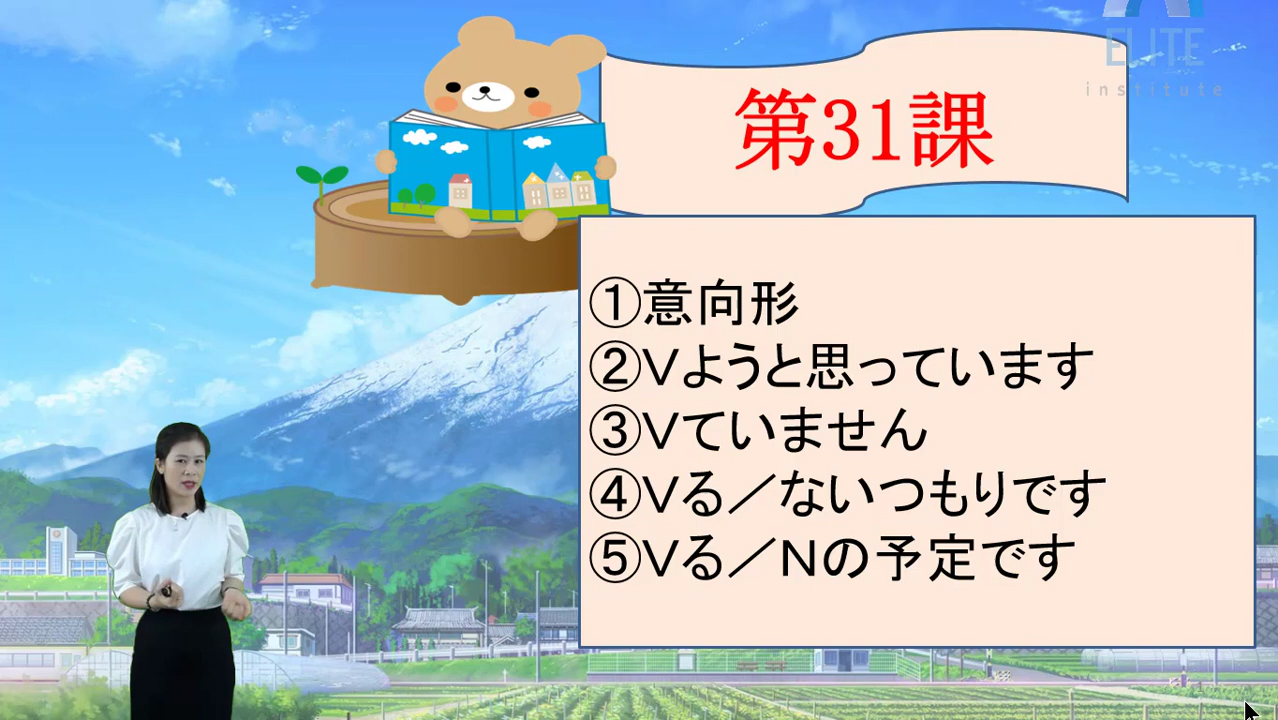 ELITE
institute
第31課
①意向形
②Vようと思っています
③Vていません
④Vる／ないつもりです
⑤Vる／Nの予定です